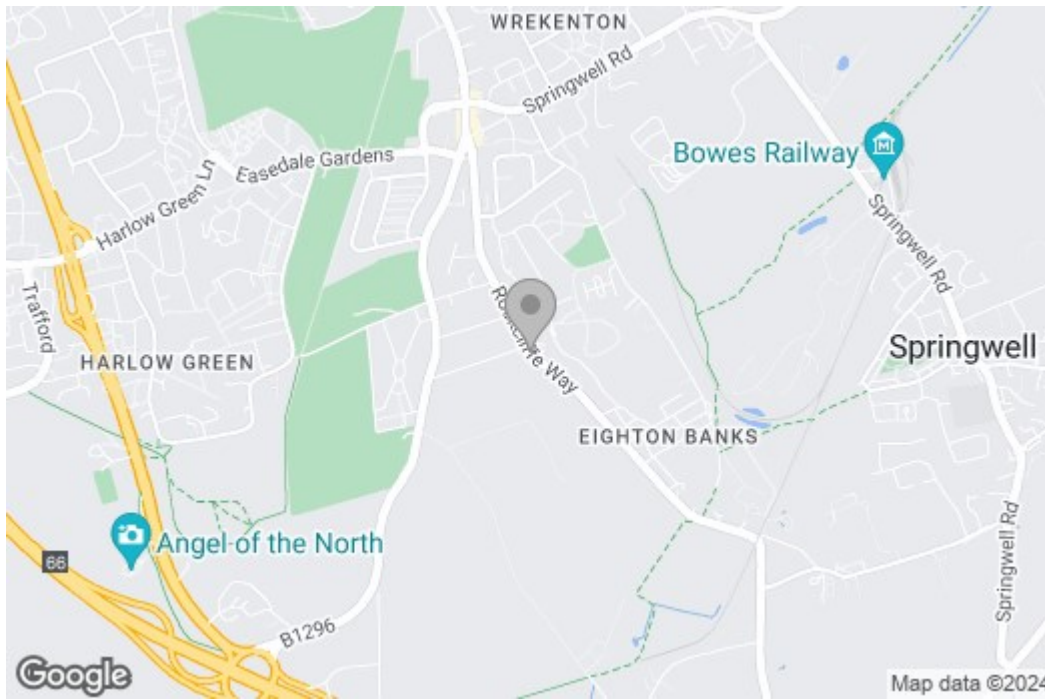 WREKENTON
Springwell Rd
Bowes Railway
Easedale Gardens
Harlow Green Ln
Springwell Rd
Trafford
Way
HARLOW GREEN
Springwell
EIGHTON BANKS
Angel of the North
66
Springwell Rd
B1296
Google
Map data ©2024